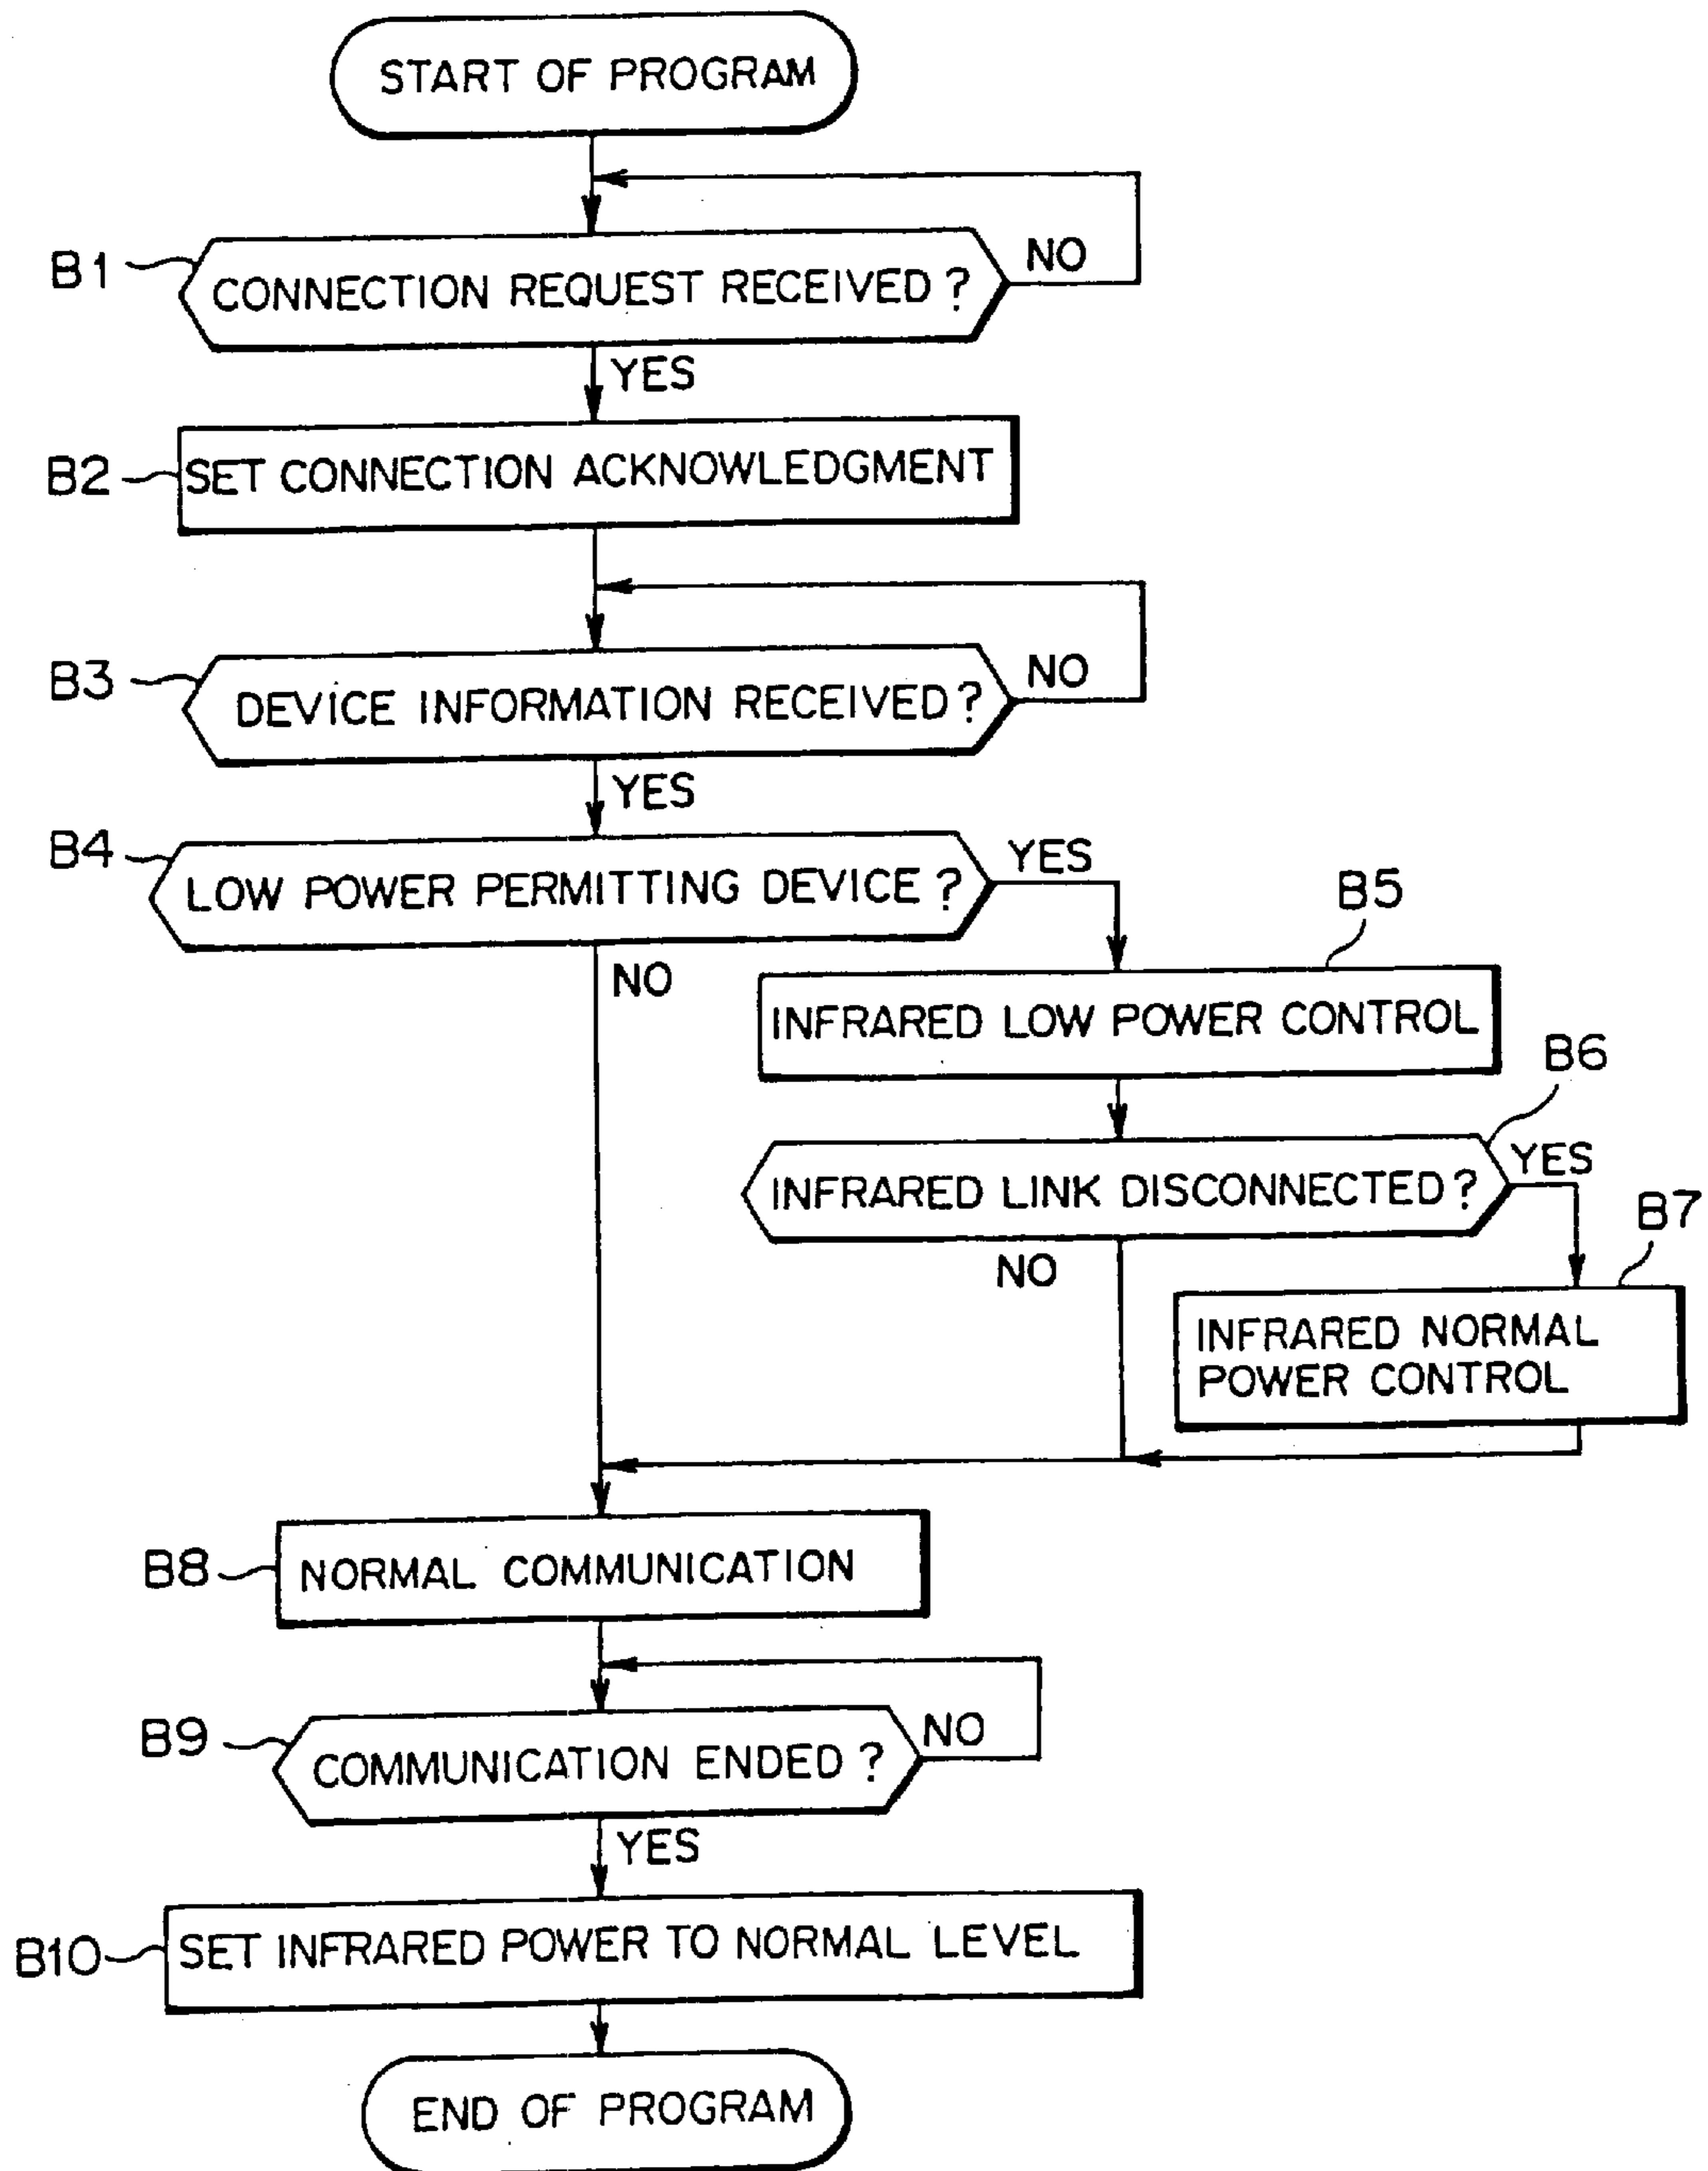 START OF PROGRAM
B1
CONNECTION REQUEST RECEIVED ?
NO
YES
B2
SET CONNECTION ACKNOWLEDGMENT
B3
DEVICE INFORMATION RECEIVED ?
NO
YES
B4
LOW POWER PERMITTING DEVICE ?
YES
NO
B5
INFRARED LOW POWER CONTROL
B6
INFRARED LINK DISCONNECTED ?
YES
NO
B7
INFRARED NORMAL
POWER CONTROL
B8
NORMAL COMMUNICATION
B9
COMMUNICATION ENDED ?
NO
YES
B10
SET INFRARED POWER TO NORMAL LEVEL
END OF PROGRAM